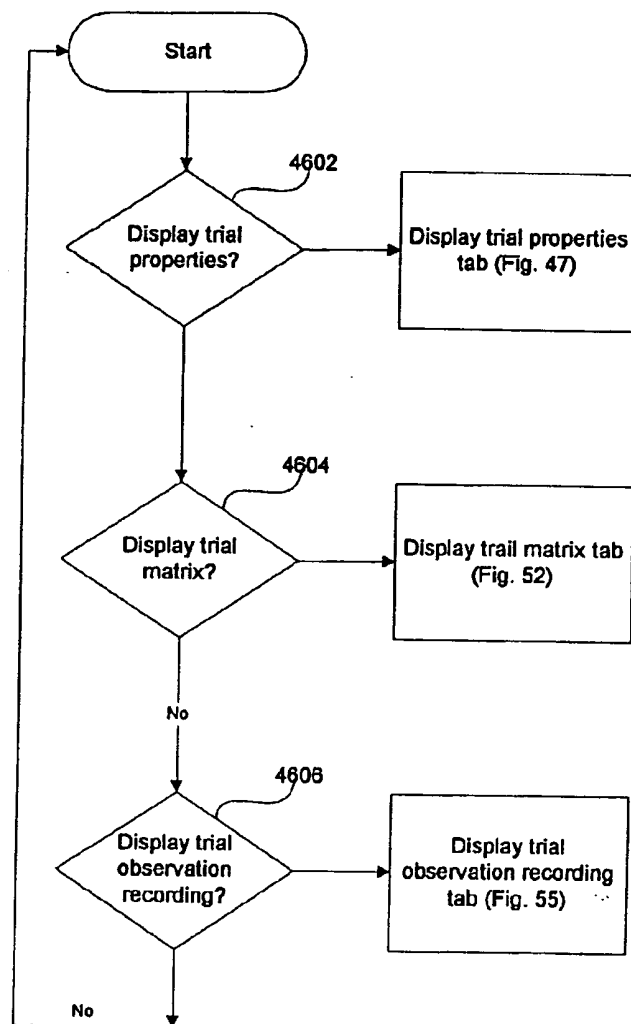 Start
4602
Display trial
properties?
Display trial properties
tab (Fig. 47)
4604
Display trial
matrix?
Display trail matrix tab
(Fig. 52)
No
4606
Display trial
observation
recording?
Display trial
observation recording
tab (Fig. 55)
No